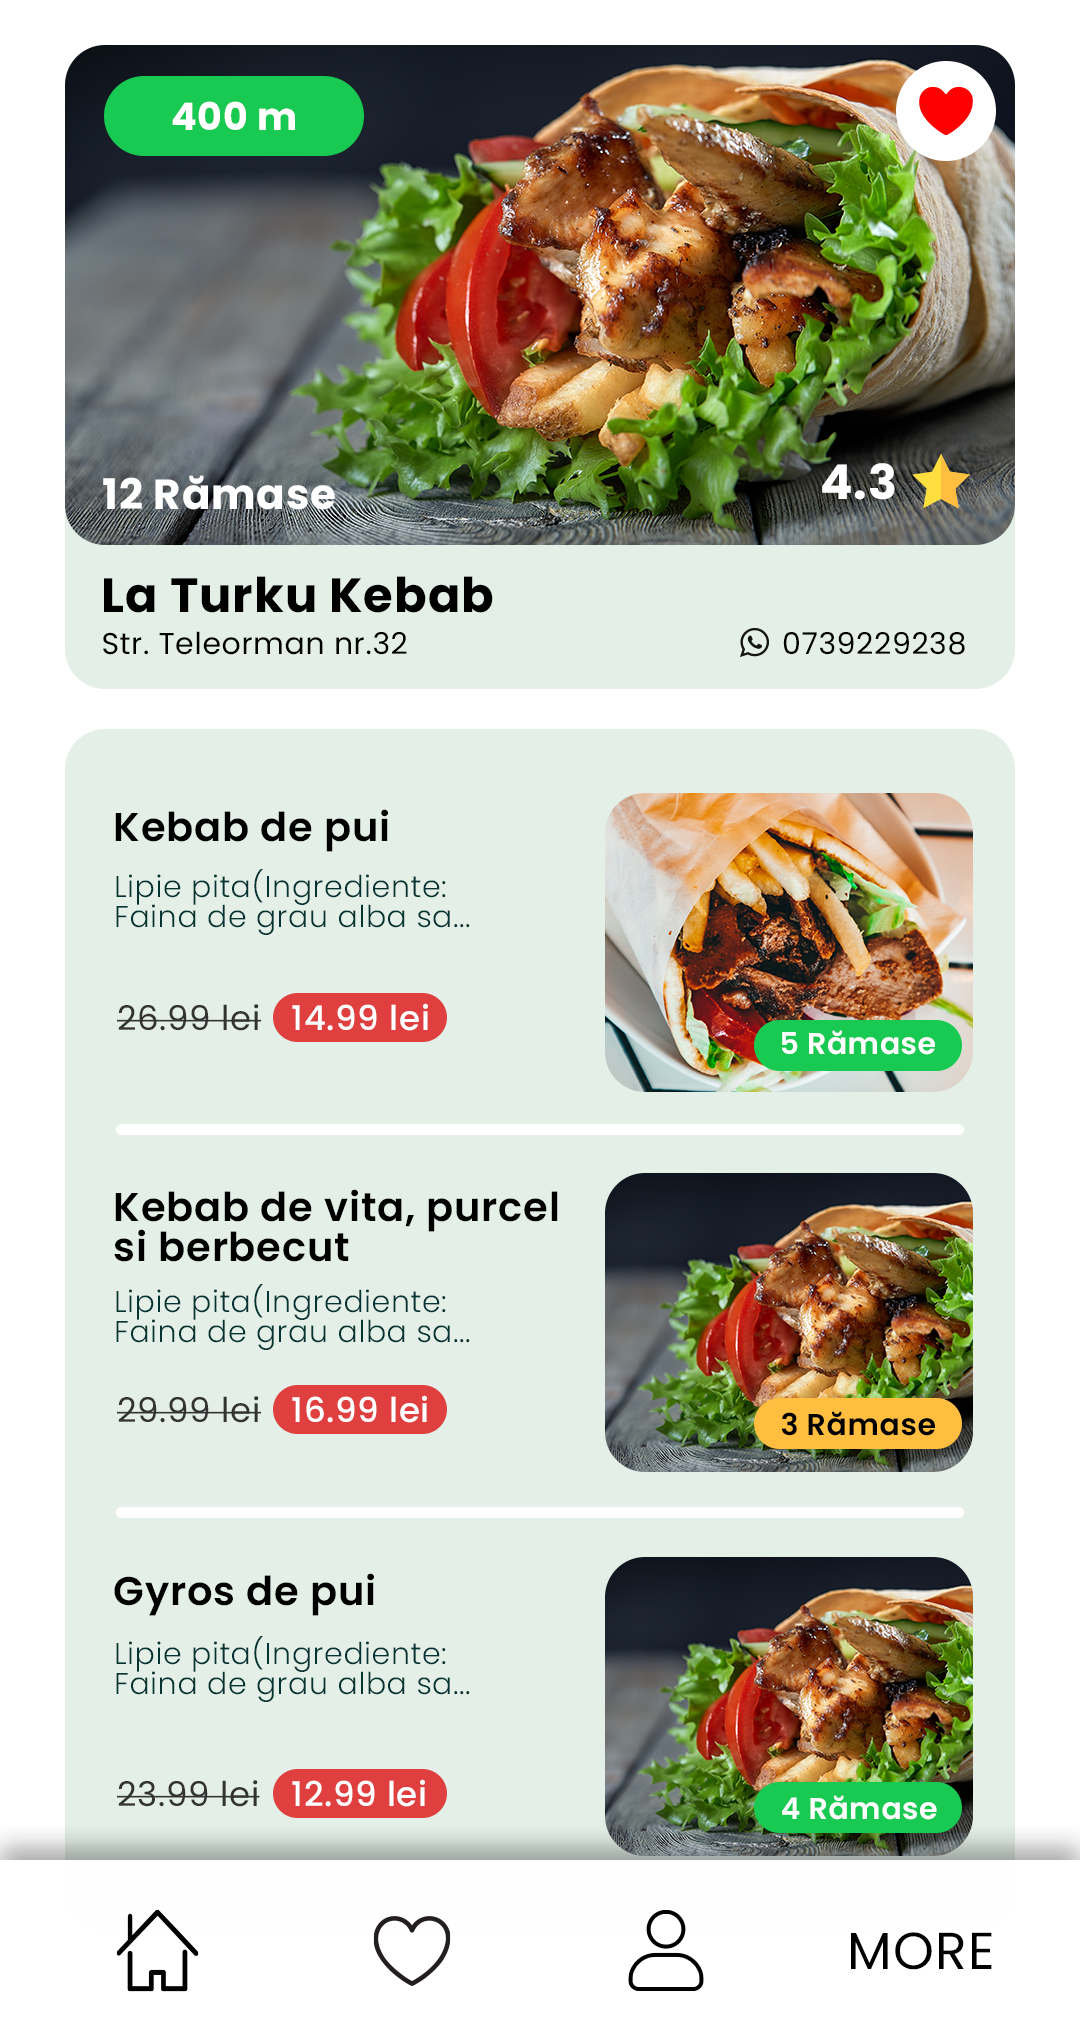 400 m
12 Rămase
4.3
La Turku Kebab
Str. Teleorman nr.32
0739229238
Kebab de pui
Lipie pita(Ingrediente:
Faina de grau alba sa...
26.99 lei 14.99 lei
5 Rămase
Kebab de vita, purcel
si berbecut
Lipie pita(Ingrediente:
Faina de grau alba sa...
29.99 lei 16.99 lei
3 Rămase
Gyros de pui
Lipie pita(Ingrediente:
Faina de grau alba sa...
23.99 lei 12.99 lei
4 Rămase
MORE